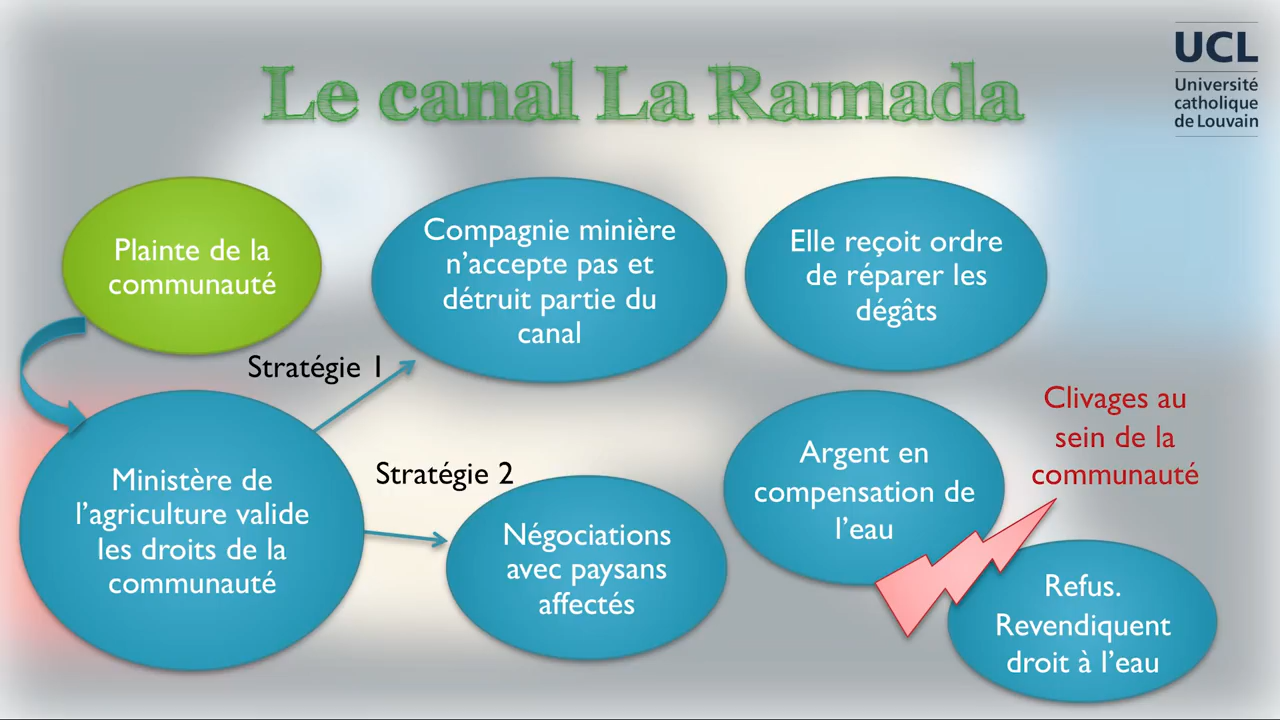 Le canal La Ramada
UCL
Université
catholique
de Louvain
Plainte de la
communauté
Compagnie minière
n'accepte pas et
détruit partie du
canal
Elle reçoit ordre
de réparer les
dégâts
Stratégie 1
Ministère de
l'agriculture valide
les droits de la
communauté
Stratégie 2
Négociations
avec paysans
affectés
Argent en
compensation de
l'eau
Clivages au
sein de la
communauté
Refus.
Revendiquent
droit à l'eau